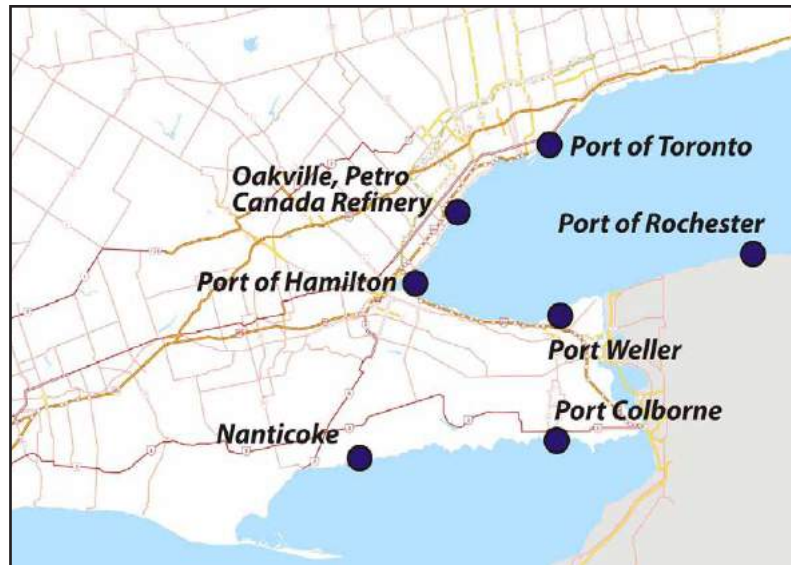 Port of Toronto
Oakville, Petro
Canada Refinery
Port of Rochester
Port of Hamilton
Port Weller
Port Colborne
Nanticoke